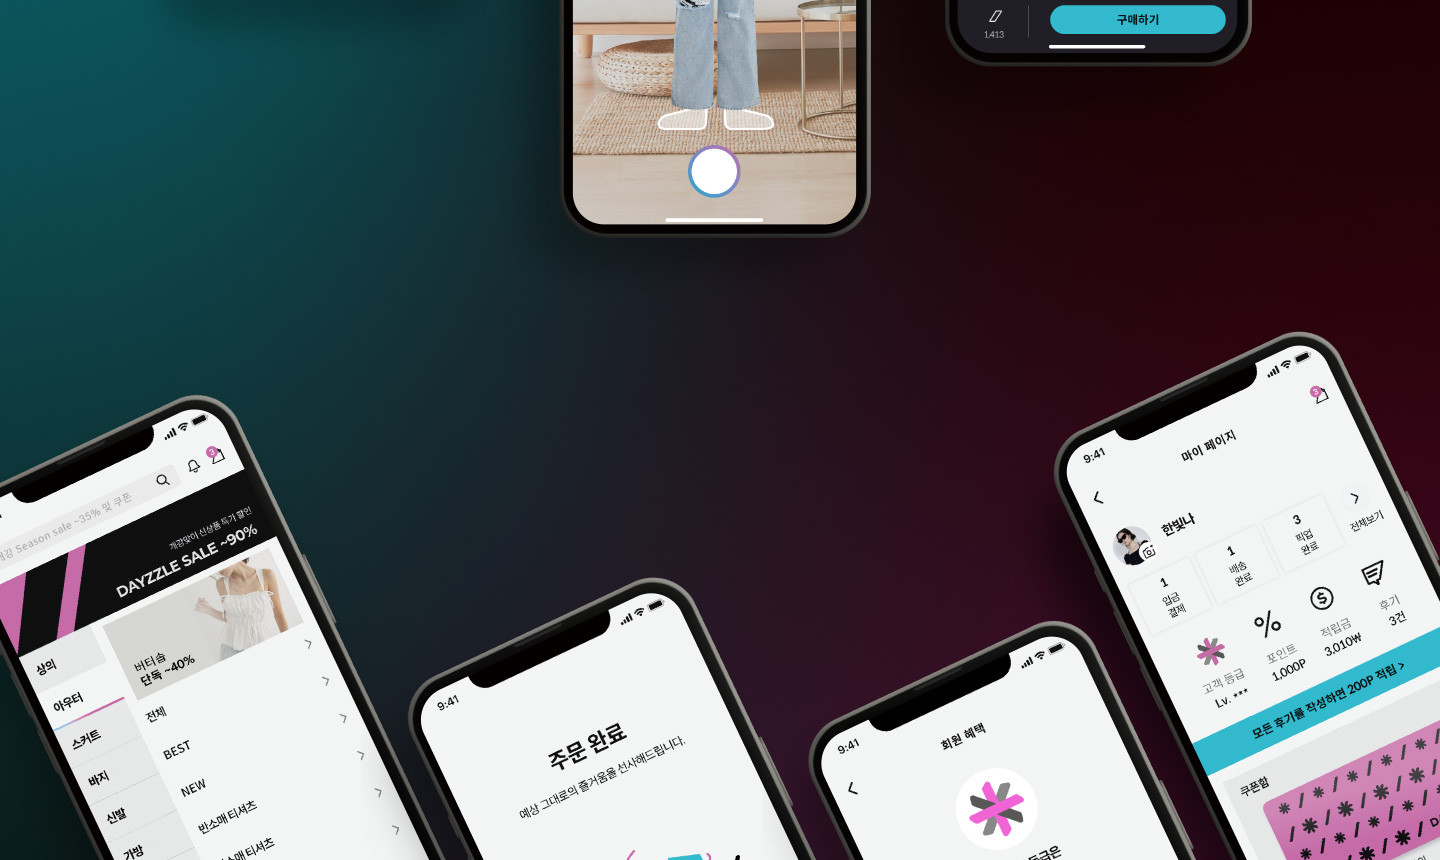 1,413
구매하기
개강 Season sale ~35% 및 쿠폰
3
개강맞이 신상품 특가 할인
DAYZZLE SALE ~90%
버티솝
단독 ~40%
상의
아우터
스커트
바지
신발
가방
전체
BEST
NEW
반소매 티셔츠
소매 티셔츠
9:41
주문 완료
예상 그대로의 즐거움을 선사해드립니다.
9:41
회원 혜택
등급은
9:41
3
마이 페이지
한빛나
전체보기
1
입금
결제
1
배송
완료
3
픽업
완료
고객 등급
Lv. ***
포인트
1,000P
적립금
3,010₩
후기
3건
모든 후기를 작성하면 200P 적립 >
쿠폰함